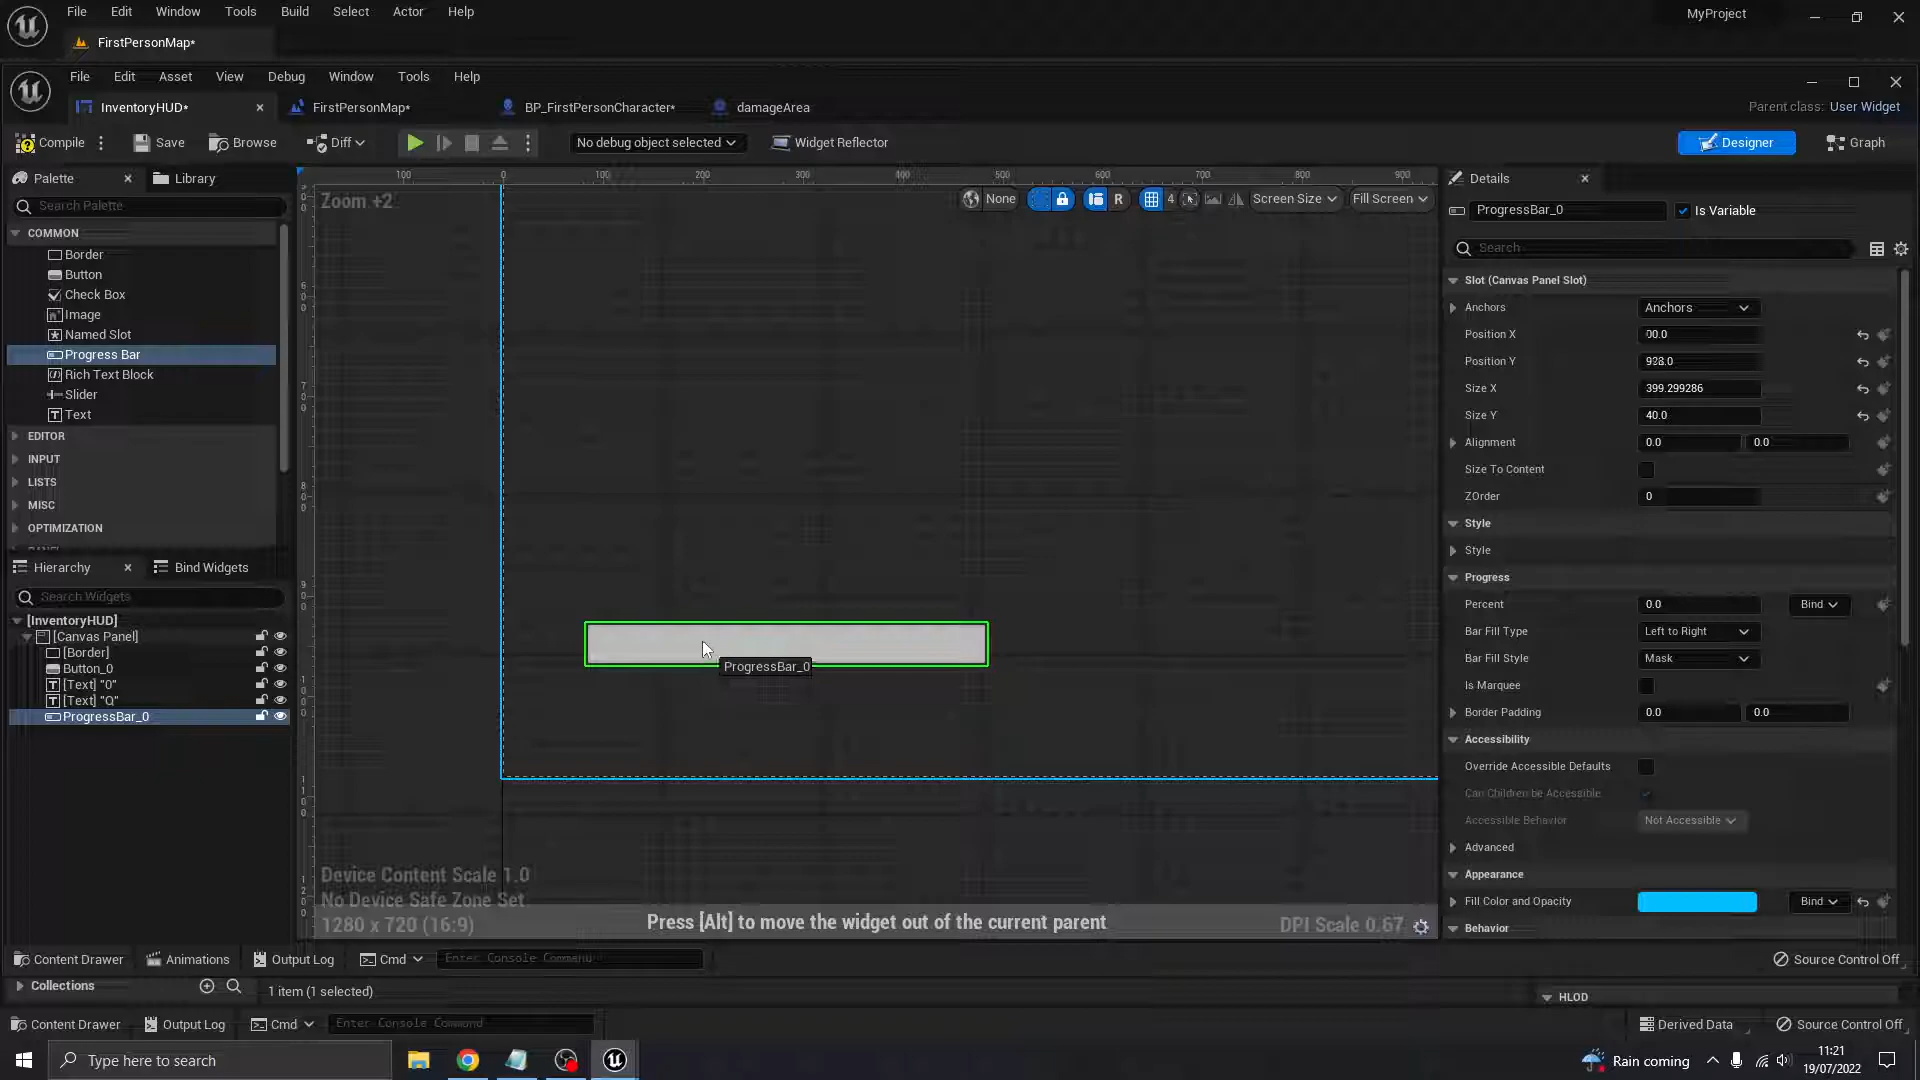 File Edit Window Tools Build Select Actor Help
MyProject
FirstPersonMap*
File Edit Asset View Debug Window Tools Help
InventoryHUD* FirstPersonMap* BP_FirstPersonCharacter* damageArea
Parent class: User Widget
Compile Save Browse Diff No debug object selected Widget Reflector Designer Graph
Palette Library
Search Palette
COMMON
Border
Button
Check Box
Image
Named Slot
Progress Bar
Rich Text Block
Slider
Text
EDITOR
INPUT
LISTS
MISC
OPTIMIZATION
Hierarchy Bind Widgets
Search Widgets
[InventoryHUD]
[Canvas Panel]
[Border]
Button_0
[Text] "0"
[Text] "Q"
ProgressBar_0
100 0 100 200 300 400 500 600 700 800 900
Zoom +2
None R 4 Screen Size Fill Screen
ProgressBar_0
Device Content Scale 1.0
No Device Safe Zone Set
1280 x 720 (16:9)
Press [Alt] to move the widget out of the current parent
DPI Scale 0.67
Details
ProgressBar_0 Is Variable
Search
Slot (Canvas Panel Slot)
Anchors Anchors
Position X
Position Y 928.0
Size X 399.299286
Size Y 40.0
Alignment 0.0 0.0
Size To Content
ZOrder 0
Style
Style
Progress
Percent 0.0 Bind
Bar Fill Type Left to Right
Bar Fill Style Mask
Is Marquee
Border Padding 0.0 0.0
Accessibility
Override Accessible Defaults
Can Children be Accessible
Accessible Behavior Not Accessible
Advanced
Appearance
Fill Color and Opacity Bind
Behavior
Content Drawer Animations Output Log Cmd Enter Console Command Source Control Off
Collections 1 item (1 selected) HLOD
Content Drawer Output Log Cmd Enter Console Command Derived Data Source Control Off
Type here to search
Rain coming
11:21
19/07/2022